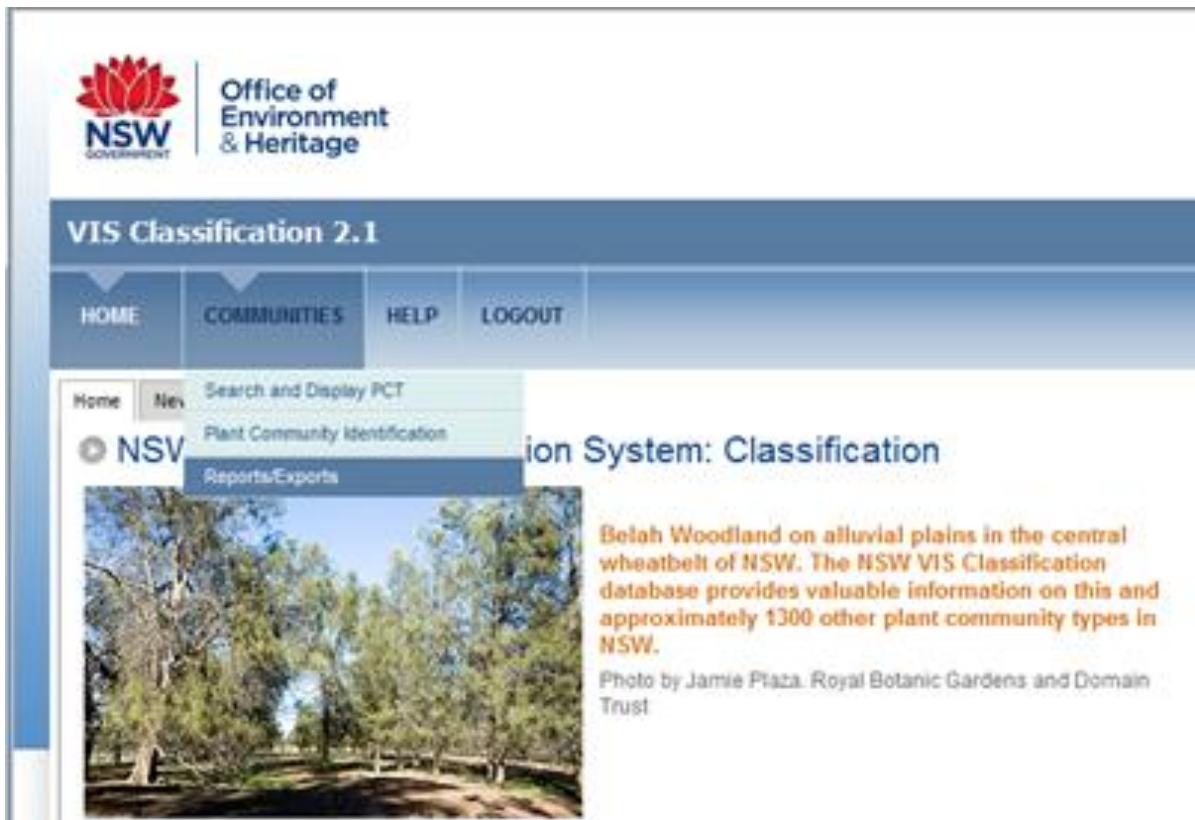 NSW
GOVERNMENT
Office of
Environment
& Heritage
VIS Classification 2.1
HOME COMMUNITIES HELP LOGOUT
Search and Display PCT
Plant Community Identification
Reports/Exports
Home Nev
NSV ion System: Classification
Belah Woodland on alluvial plains in the central
wheatbelt of NSW. The NSW VIS Classification
database provides valuable information on this and
approximately 1300 other plant community types in
NSW.
Photo by Jamie Plaza. Royal Botanic Gardens and Domain
Trust